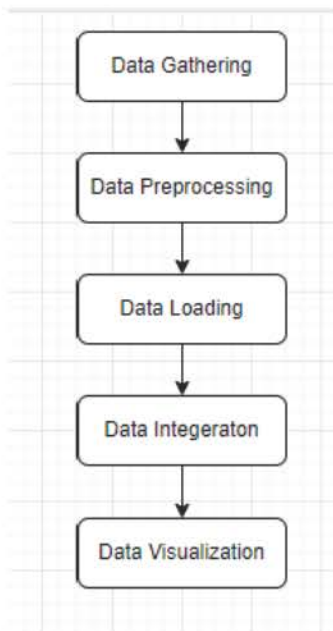 Data Gathering
Data Preprocessing
Data Loading
Data Integeraton
Data Visualization